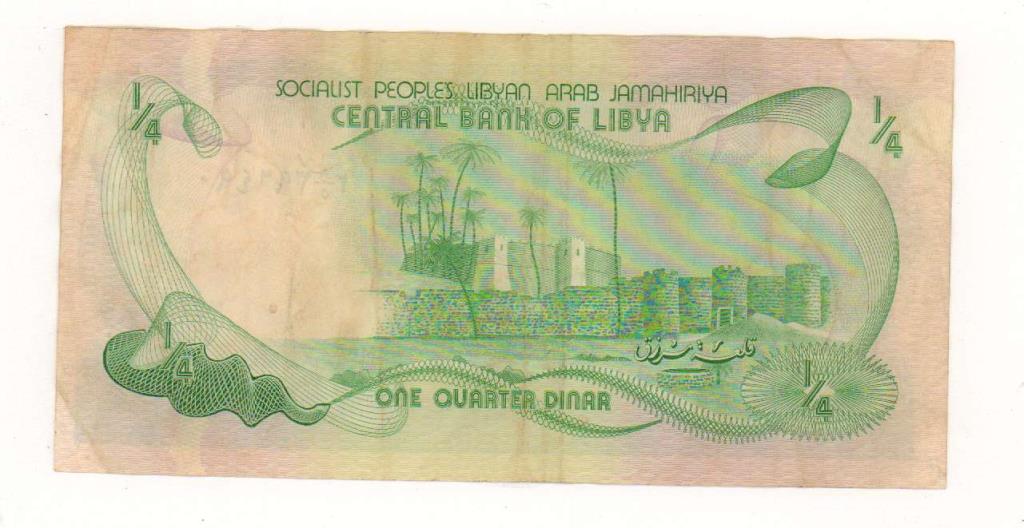 1/4
SOCIALIST PEOPLE'S LIBYAN ARAB JAMAHIRIYA
CENTRAL BANK OF LIBYA
1/4
قلعة مرزق
1/4
ONE QUARTER DINAR
1/4